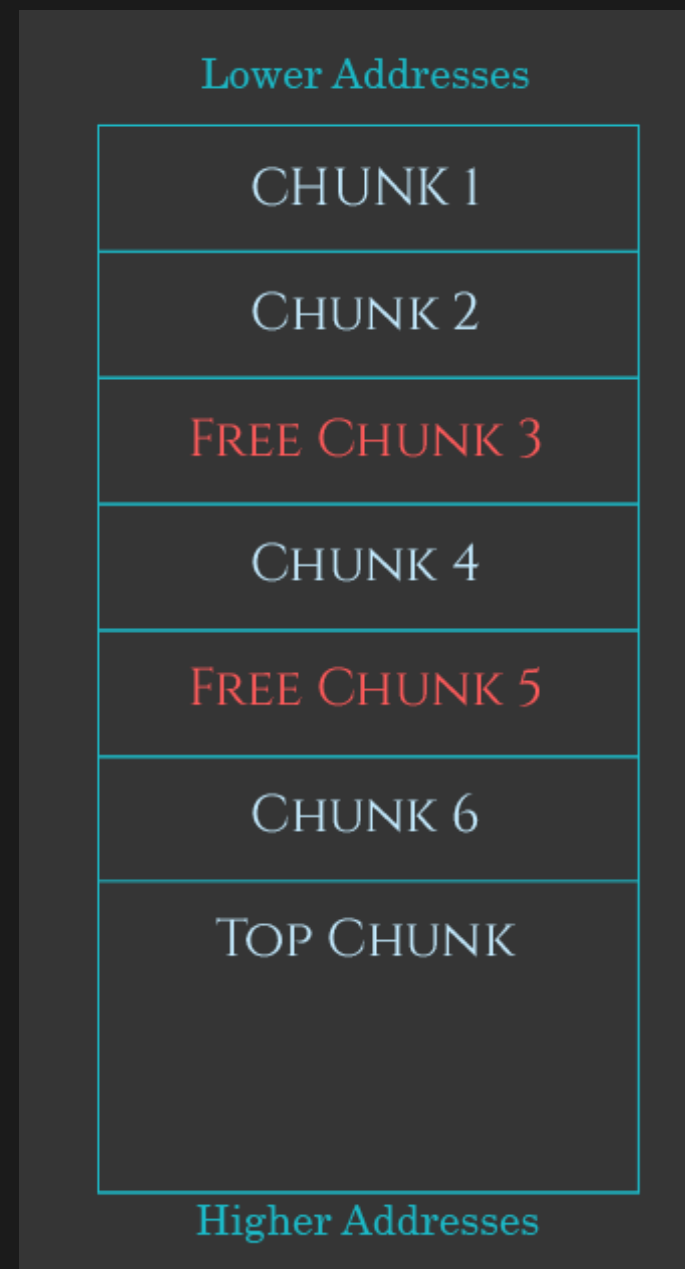 Lower Addresses
CHUNK 1
CHUNK 2
FREE CHUNK 3
CHUNK 4
FREE CHUNK 5
CHUNK 6
TOP CHUNK
Higher Addresses